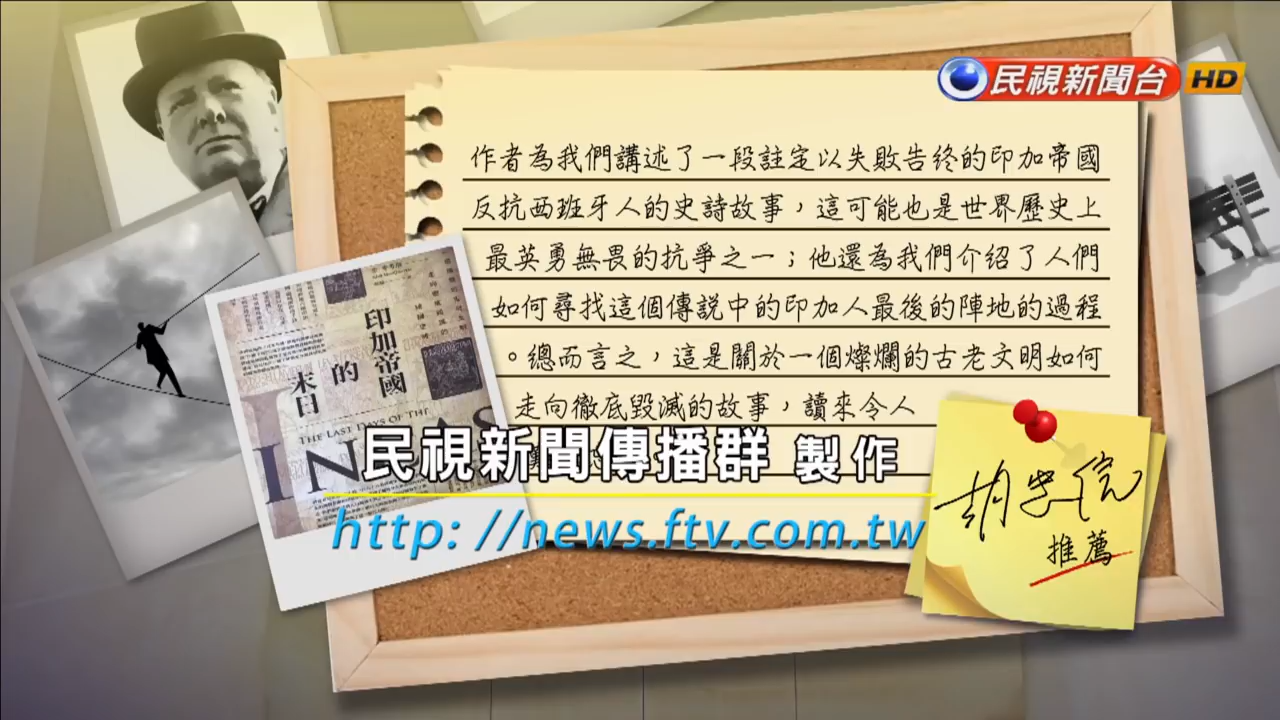 民視新聞台 HD
作者為我們講述了一段註定以失敗告終的印加帝國
反抗西班牙人的史詩故事，這可能也是世界歷史上
最英勇無畏的抗爭之一；他還為我們介绍了人們
如何尋找這個傳說中的印加人最後的陣地的過程
。總而言之，這是關於一個燦爛的古老文明如何
走向徹底毀滅的故事，讀來令人
印加帝國
的
末日
THE LAST DAYS OF THE
INCAS
民視新聞傳播群 製作
http: //news.ftv.com.tw
胡忠信
推薦